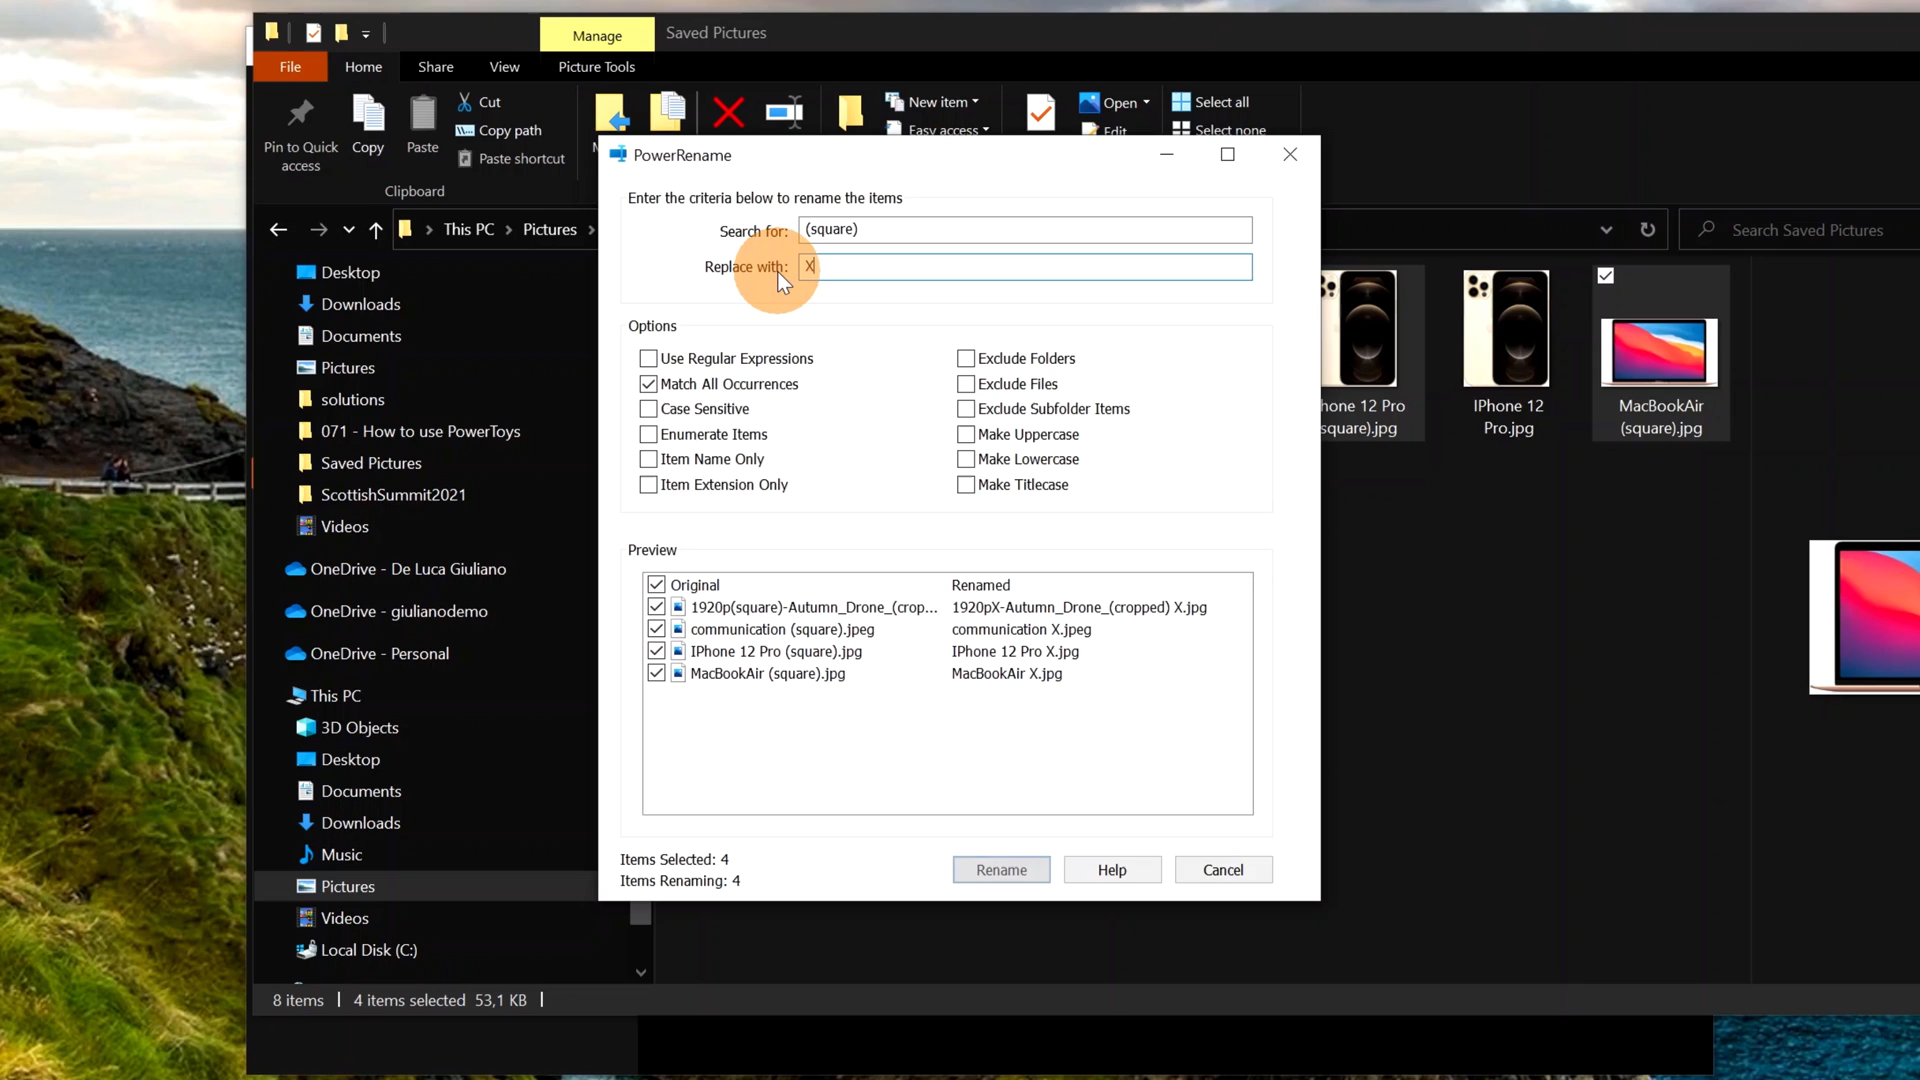 Manage
Saved Pictures
File
Home
Share
View
Picture Tools
Pin to Quick access
Copy
Paste
Cut
Copy path
Paste shortcut
Clipboard
New item
Easy access
Open
Edit
Select all
Select none
This PC
Pictures
Search Saved Pictures
PowerRename
Enter the criteria below to rename the items
Search for: (square)
Replace with: X
Options
Use Regular Expressions
Match All Occurrences
Case Sensitive
Enumerate Items
Item Name Only
Item Extension Only
Exclude Folders
Exclude Files
Exclude Subfolder Items
Make Uppercase
Make Lowercase
Make Titlecase
Preview
Original Renamed
1920p(square)-Autumn_Drone_(crop... 1920pX-Autumn_Drone_(cropped) X.jpg
communication (square).jpeg communication X.jpeg
IPhone 12 Pro (square).jpg IPhone 12 Pro X.jpg
MacBookAir (square).jpg MacBookAir X.jpg
Items Selected: 4
Items Renaming: 4
Rename
Help
Cancel
Desktop
Downloads
Documents
Pictures
solutions
071 - How to use PowerToys
Saved Pictures
ScottishSummit2021
Videos
OneDrive - De Luca Giuliano
OneDrive - giulianodemo
OneDrive - Personal
This PC
3D Objects
Desktop
Documents
Downloads
Music
Pictures
Videos
Local Disk (C:)
hone 12 Pro
square).jpg
IPhone 12
Pro.jpg
MacBookAir
(square).jpg
8 items
4 items selected 53,1 KB